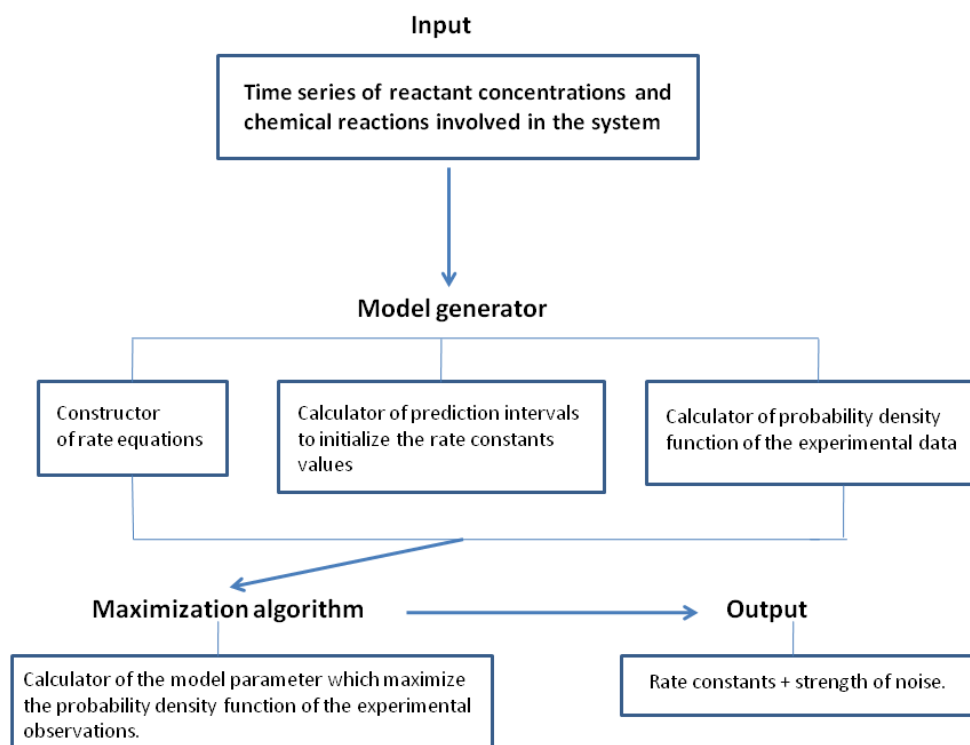 Input
Time series of reactant concentrations and
chemical reactions involved in the system
Model generator
Constructor
of rate equations
Calculator of prediction intervals
to initialize the rate constants
values
Calculator of probability density
function of the experimental data
Maximization algorithm
Output
Calculator of the model parameter which maximize
the probability density function of the experimental
observations.
Rate constants + strength of noise.